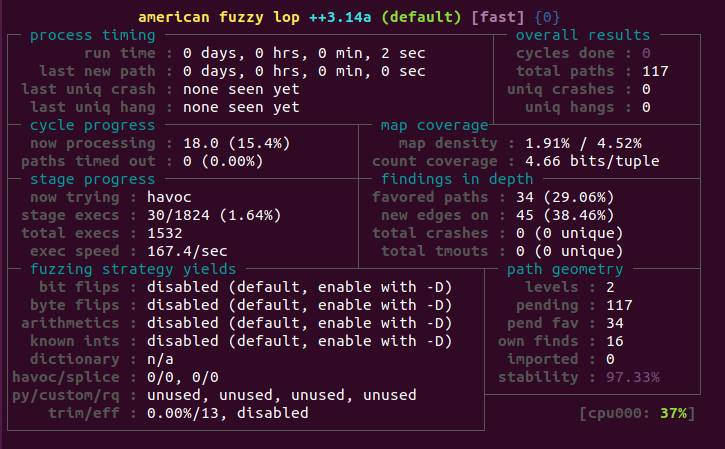 american fuzzy lop ++3.14a (default) [fast] {0}
process timing overall results
run time : 0 days, 0 hrs, 0 min, 2 sec cycles done : 0
last new path : 0 days, 0 hrs, 0 min, 0 sec total paths : 117
last uniq crash : none seen yet uniq crashes : 0
last uniq hang : none seen yet uniq hangs : 0
cycle progress map coverage
now processing : 18.0 (15.4%) map density : 1.91% / 4.52%
paths timed out : 0 (0.00%) count coverage : 4.66 bits/tuple
stage progress findings in depth
now trying : havoc favored paths : 34 (29.06%)
stage execs : 30/1824 (1.64%) new edges on : 45 (38.46%)
total execs : 1532 total crashes : 0 (0 unique)
exec speed : 167.4/sec total tmouts : 0 (0 unique)
fuzzing strategy yields path geometry
bit flips : disabled (default, enable with -D) levels : 2
byte flips : disabled (default, enable with -D) pending : 117
arithmetics : disabled (default, enable with -D) pend fav : 34
known ints : disabled (default, enable with -D) own finds : 16
dictionary : n/a imported : 0
havoc/splice : 0/0, 0/0 stability : 97.33%
py/custom/rq : unused, unused, unused, unused
trim/eff : 0.00%/13, disabled [cpu000: 37%]